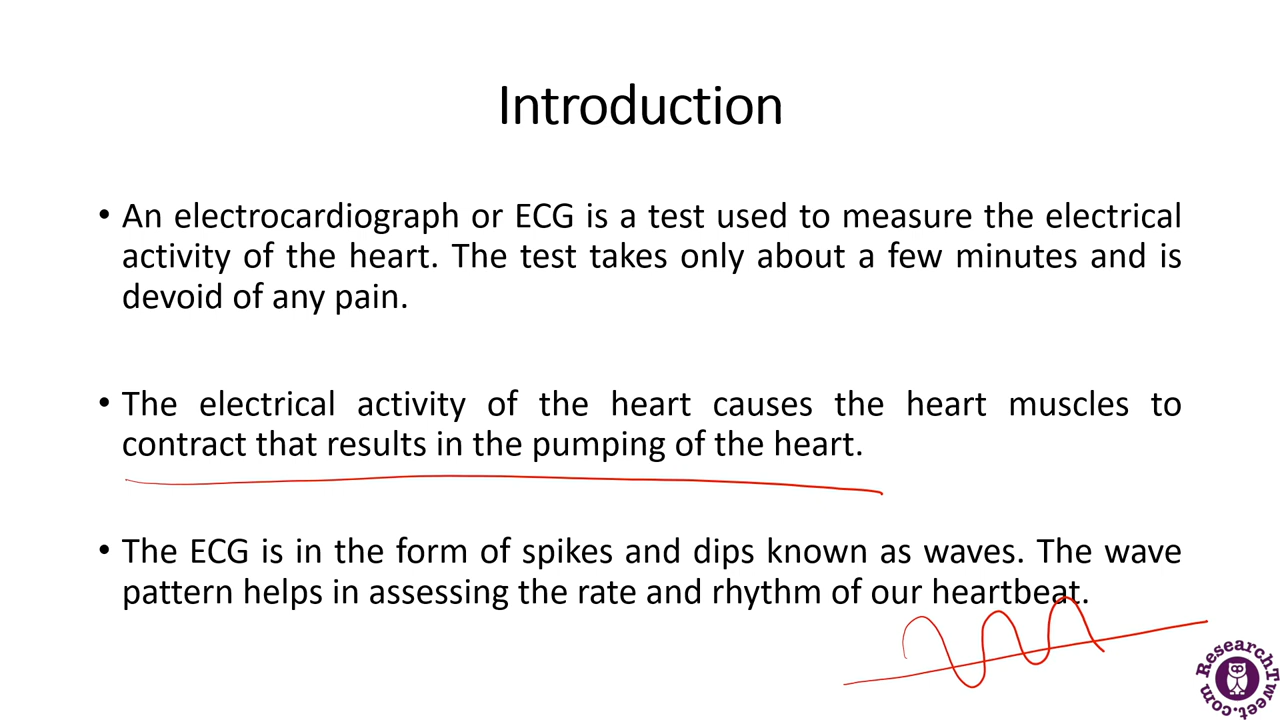 Introduction
• An electrocardiograph or ECG is a test used to measure the electrical
activity of the heart. The test takes only about a few minutes and is
devoid of any pain.
• The electrical activity of the heart causes the heart muscles to
contract that results in the pumping of the heart.
• The ECG is in the form of spikes and dips known as waves. The wave
pattern helps in assessing the rate and rhythm of our heartbeat.
ResearchTweet.com